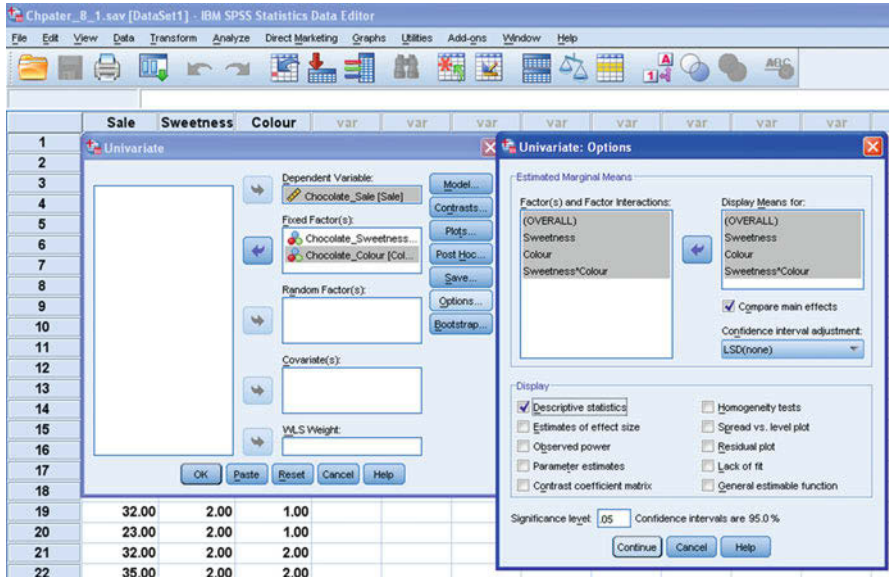 Chpater_8_1.sav [DataSet1] - IBM SPSS Statistics Data Editor
File Edit View Data Transform Analyze Direct Marketing Graphs Utilities Add-ons Window Help
Sale Sweetness Colour var var var var var var var
1
2
3
4
5
6
7
8
9
10
11
12
13
14
15
16
17
18
19 32.00 2.00 1.00
20 23.00 2.00 1.00
21 32.00 2.00 2.00
22 35.00 2.00 2.00
Univariate
Dependent Variable:
Chocolate_Sale [Sale]
Fixed Factor(s):
Chocolate_Sweetness...
Chocolate_Colour [Col...
Random Factor(s):
Covariate(s):
WLS Weight:
Model...
Contrasts...
Plots...
Post Hoc...
Save...
Options...
Bootstrap...
OK Paste Reset Cancel Help
Univariate: Options
Estimated Marginal Means
Factor(s) and Factor Interactions:
(OVERALL)
Sweetness
Colour
Sweetness*Colour
Display Means for:
(OVERALL)
Sweetness
Colour
Sweetness*Colour
Compare main effects
Confidence interval adjustment:
LSD(none)
Display
Descriptive statistics
Estimates of effect size
Observed power
Parameter estimates
Contrast coefficient matrix
Homogeneity tests
Spread vs. level plot
Residual plot
Lack of fit
General estimable function
Significance level: .05 Confidence intervals are 95.0 %
Continue Cancel Help